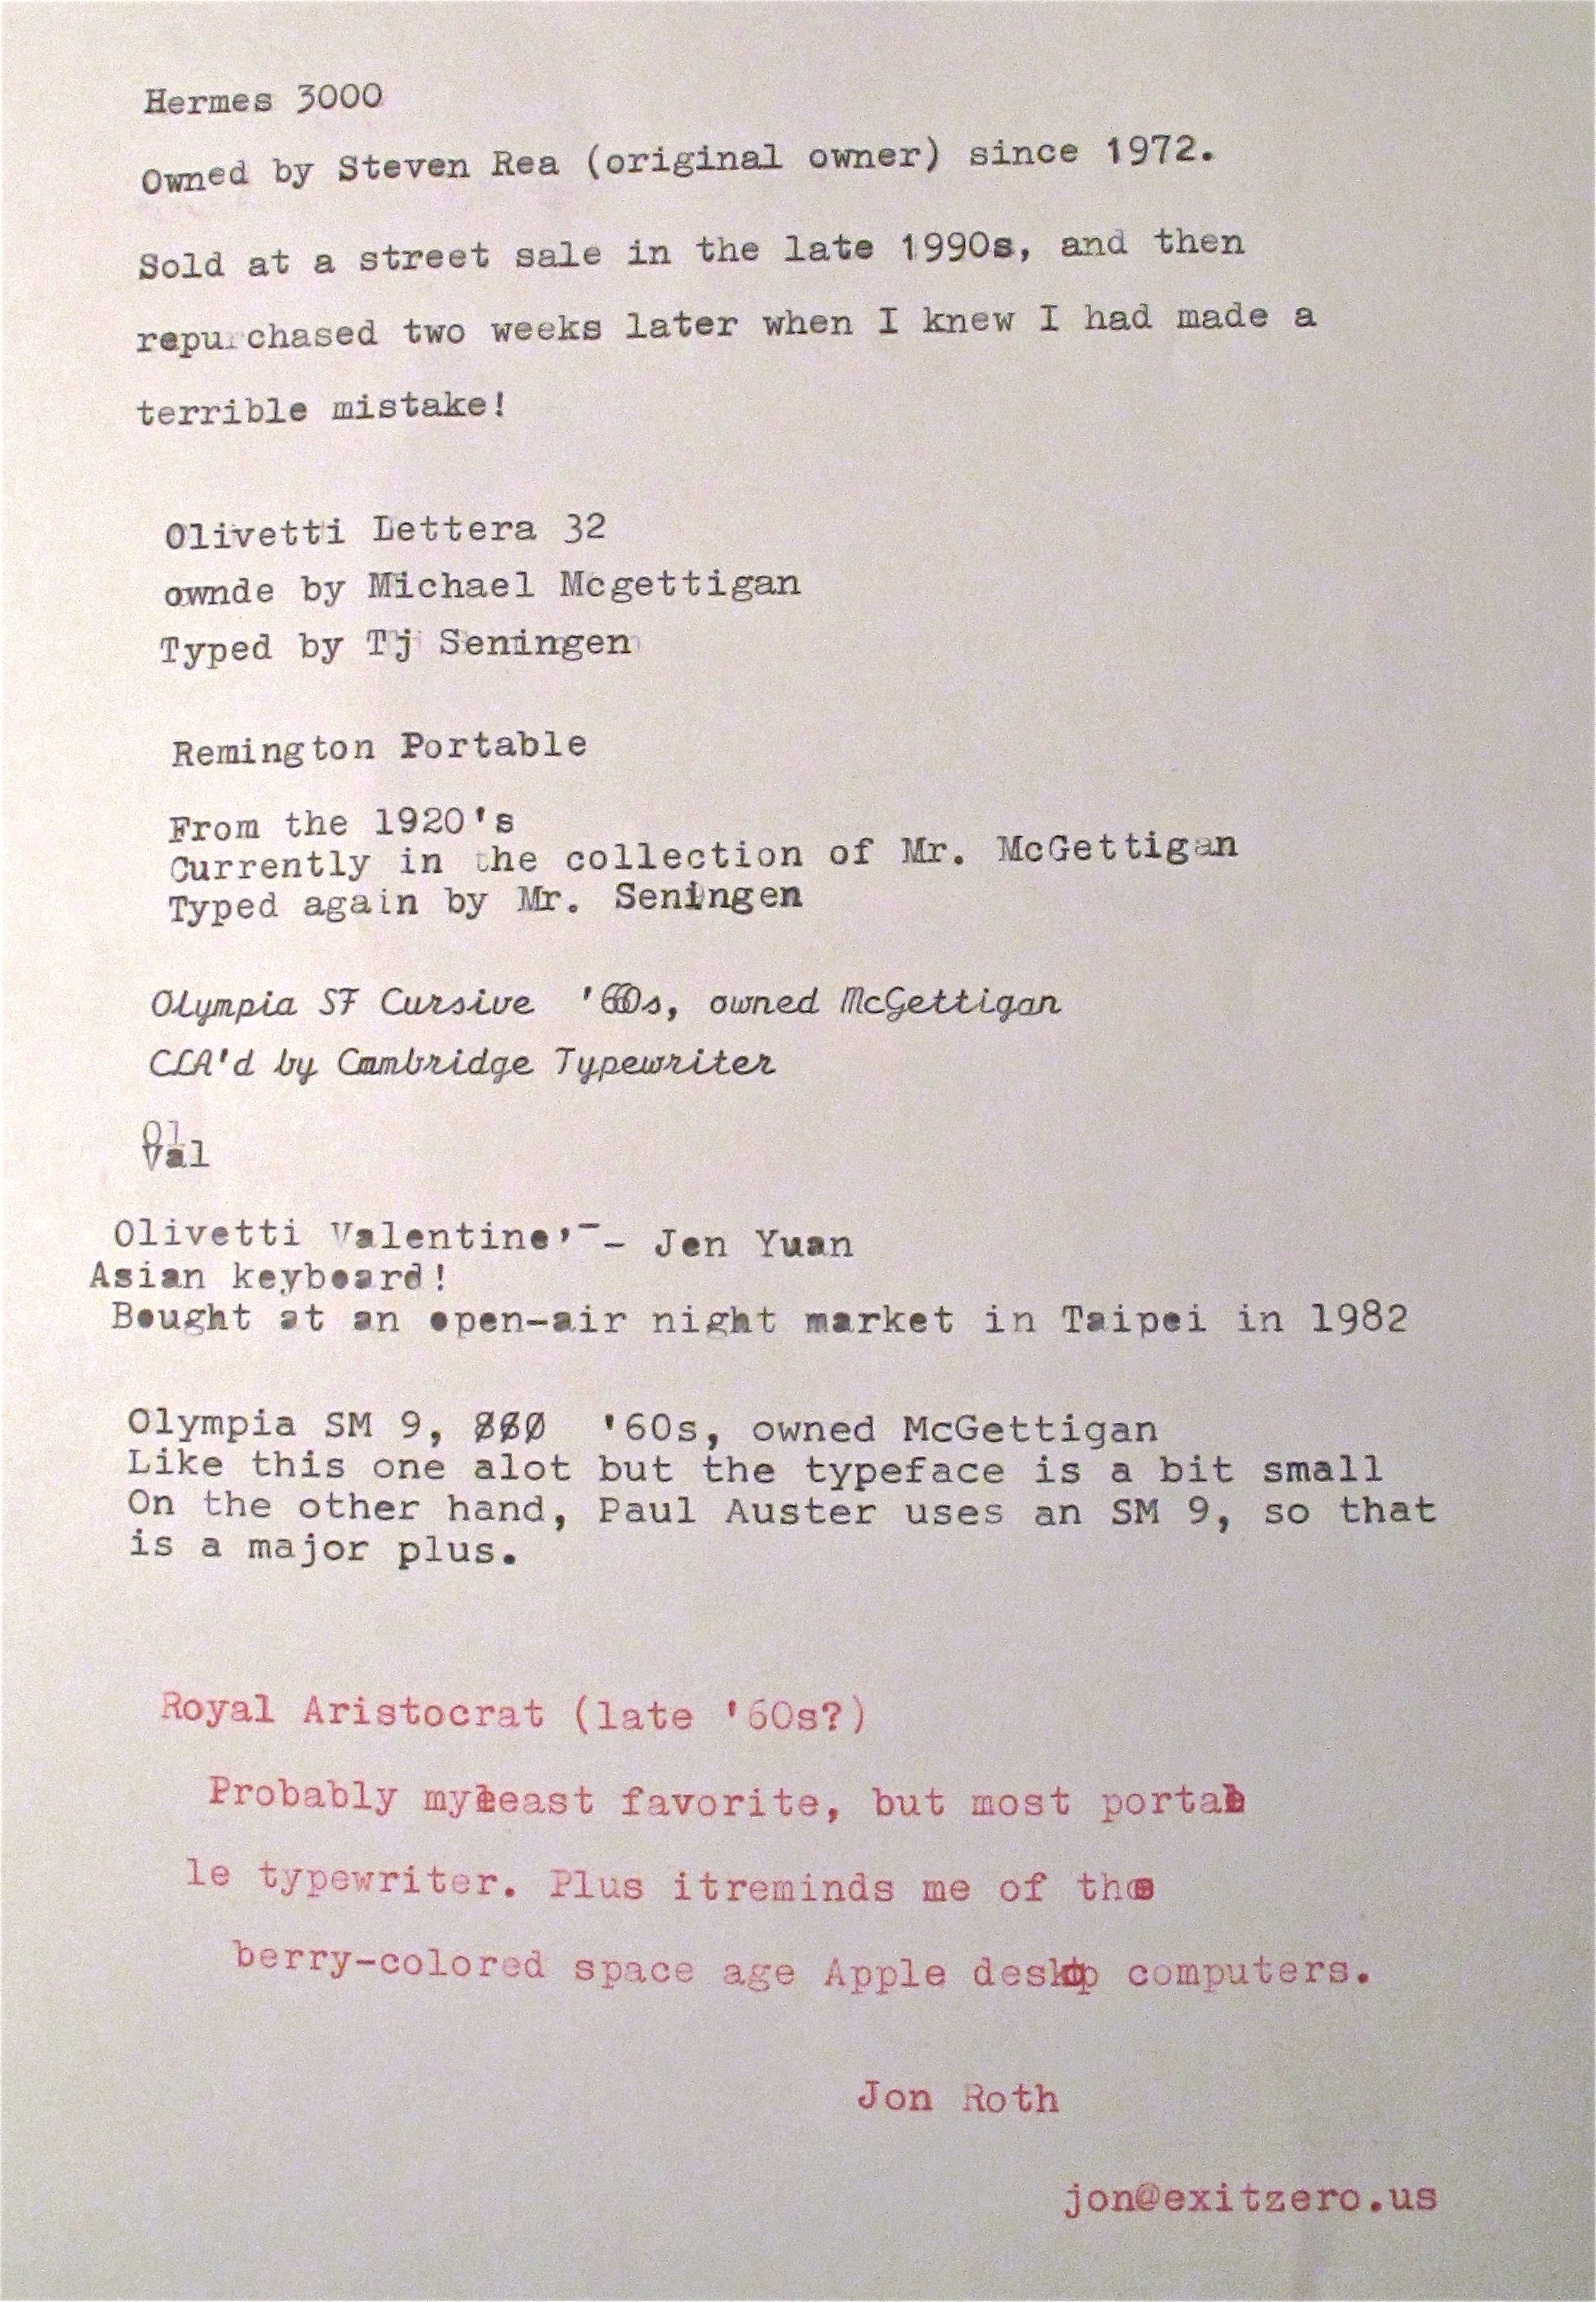 Hermes 3000
Owned by Steven Rea (original owner) since 1972.
Sold at a street sale in the late 1990s, and then
repurchased two weeks later when I knew I had made a
terrible mistake!
Olivetti Lettera 32
ownde by Michael Mcgettigan
Typed by Tj Seningen
Remington Portable
From the 1920's
Currently in the collection of Mr. McGettigan
Typed again by Mr. Seningen
Olympia SF Cursive '60s, owned McGettigan
CLA'd by Cambridge Typewriter
Ol
Val
Olivetti Valentine,-- Jen Yuan
Asian keyboard!
Bought at an open-air night market in Taipei in 1982
Olympia SM 9, '60s, owned McGettigan
Like this one alot but the typeface is a bit small
On the other hand, Paul Auster uses an SM 9, so that
is a major plus.
Royal Aristocrat (late '60s?)
Probably my least favorite, but most portab
le typewriter. Plus itreminds me of the
berry-colored space age Apple desktop computers.
Jon Roth
jon@exitzero.us